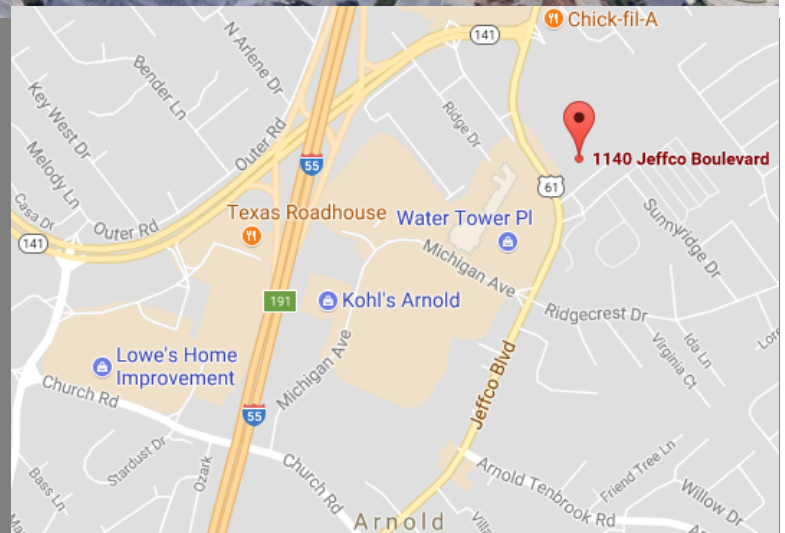 Chick-fil-A
141
N Arlene Dr
Bender Ln
Key West Dr
Outer Rd
Ridge Dr
55
1140 Jeffco Boulevard
61
Melody Ln
Casa Dr
Outer Rd
141
Texas Roadhouse
Water Tower Pl
Sunnyridge Dr
Michigan Ave
191
Kohl's Arnold
Ridgecrest Dr
Ida Ln
Virginia Ct
Lore
Lowe's Home
Improvement
Michigan Ave
Jeffco Blvd
Church Rd
55
Stardust Dr
Ozark
Church Rd
Bass Ln
Arnold Tenbrook Rd
Friend Tree Ln
Willow Dr
Arnold
Villa